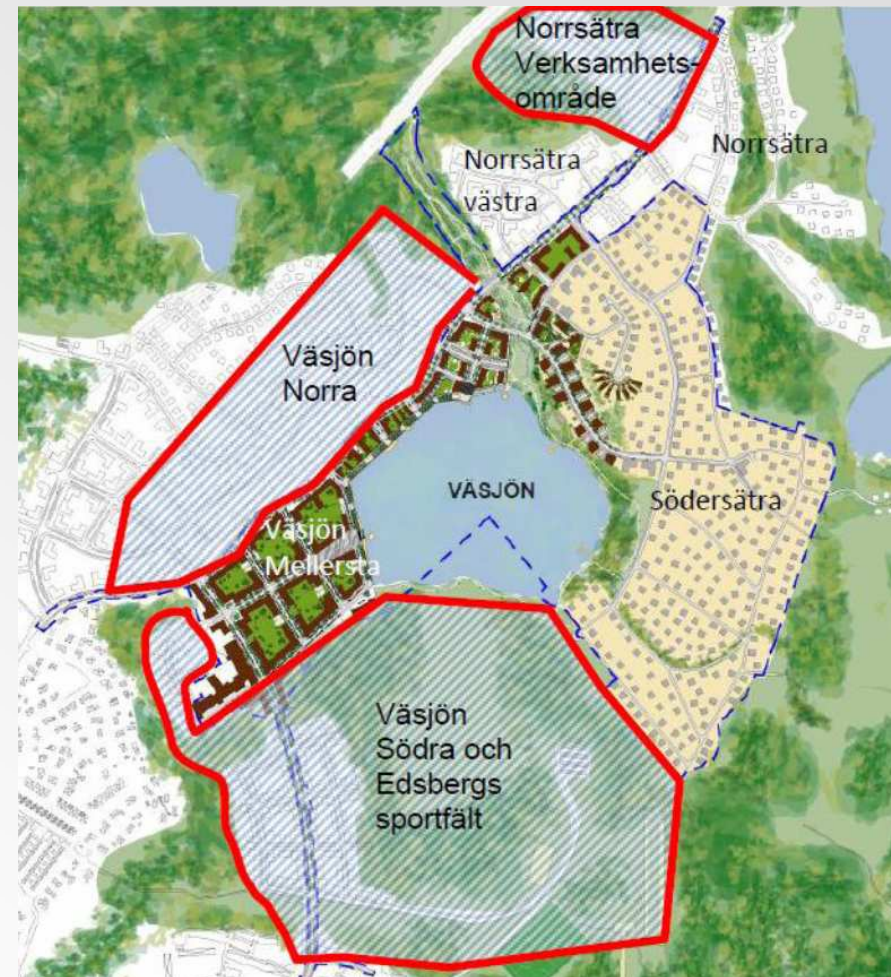 Norrsätra
Verksamhets-
område
Norrsätra
Norrsätra
västra
Väsjön
Norra
VÄSJÖN
Södersätra
Väsjön
Mellersta
Väsjön
Södra och
Edsbergs
sportfält